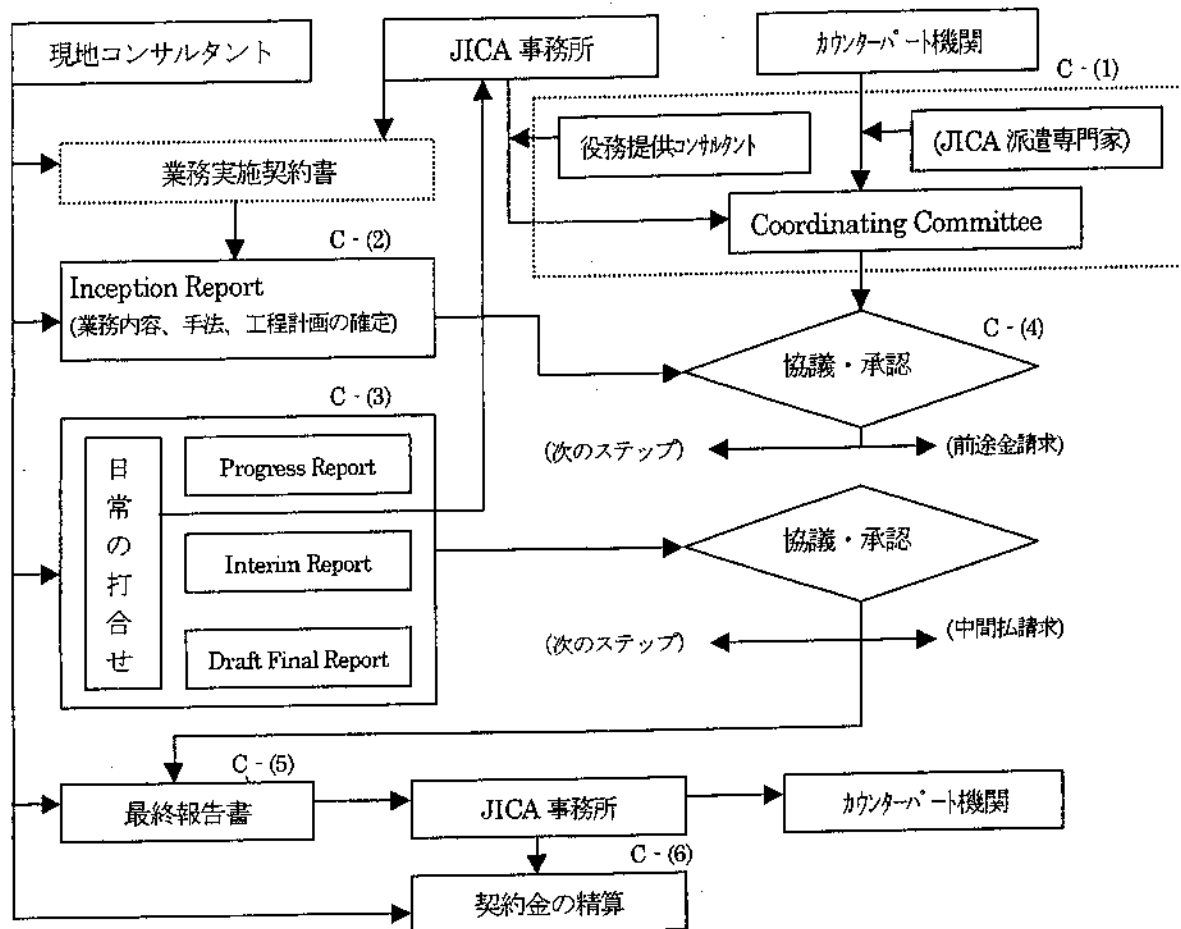 現地コンサルタント
JICA 事務所
カウンターパート機関
C - (1)
役務提供コンサルタント
(JICA 派遣専門家)
業務実施契約書
Coordinating Committee
C - (2)
Inception Report
(業務内容、手法、工程計画の確定)
C - (4)
協議・承認
C - (3)
(次のステップ)
(前途金請求)
日常の打合せ
Progress Report
Interim Report
Draft Final Report
協議・承認
(次のステップ)
(中間払請求)
C - (5)
最終報告書
JICA 事務所
カウンターパート機関
C - (6)
契約金の精算